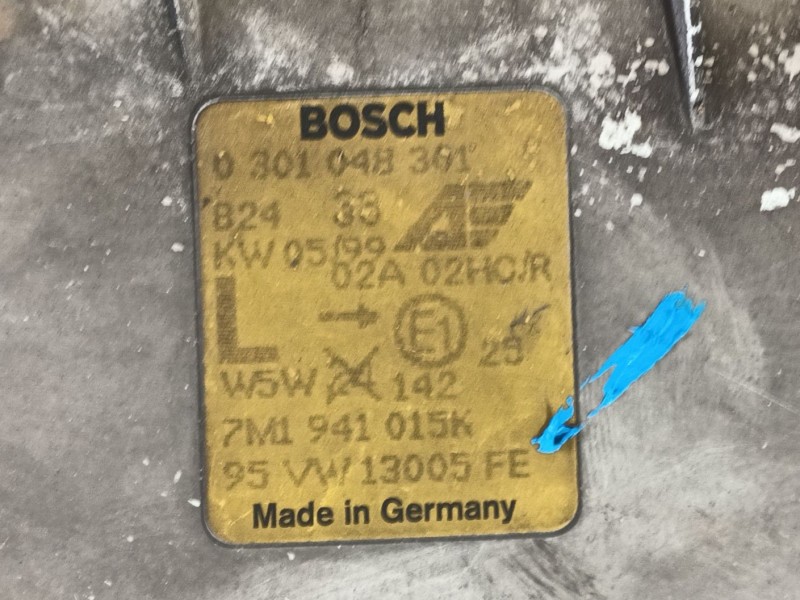 BOSCH
0 301 048 301
824 33
KW 05/99
02A 02HC/R
L → E1 25
W5W 24 142
7M1 941 015K
95 VW 13005 FE
Made in Germany